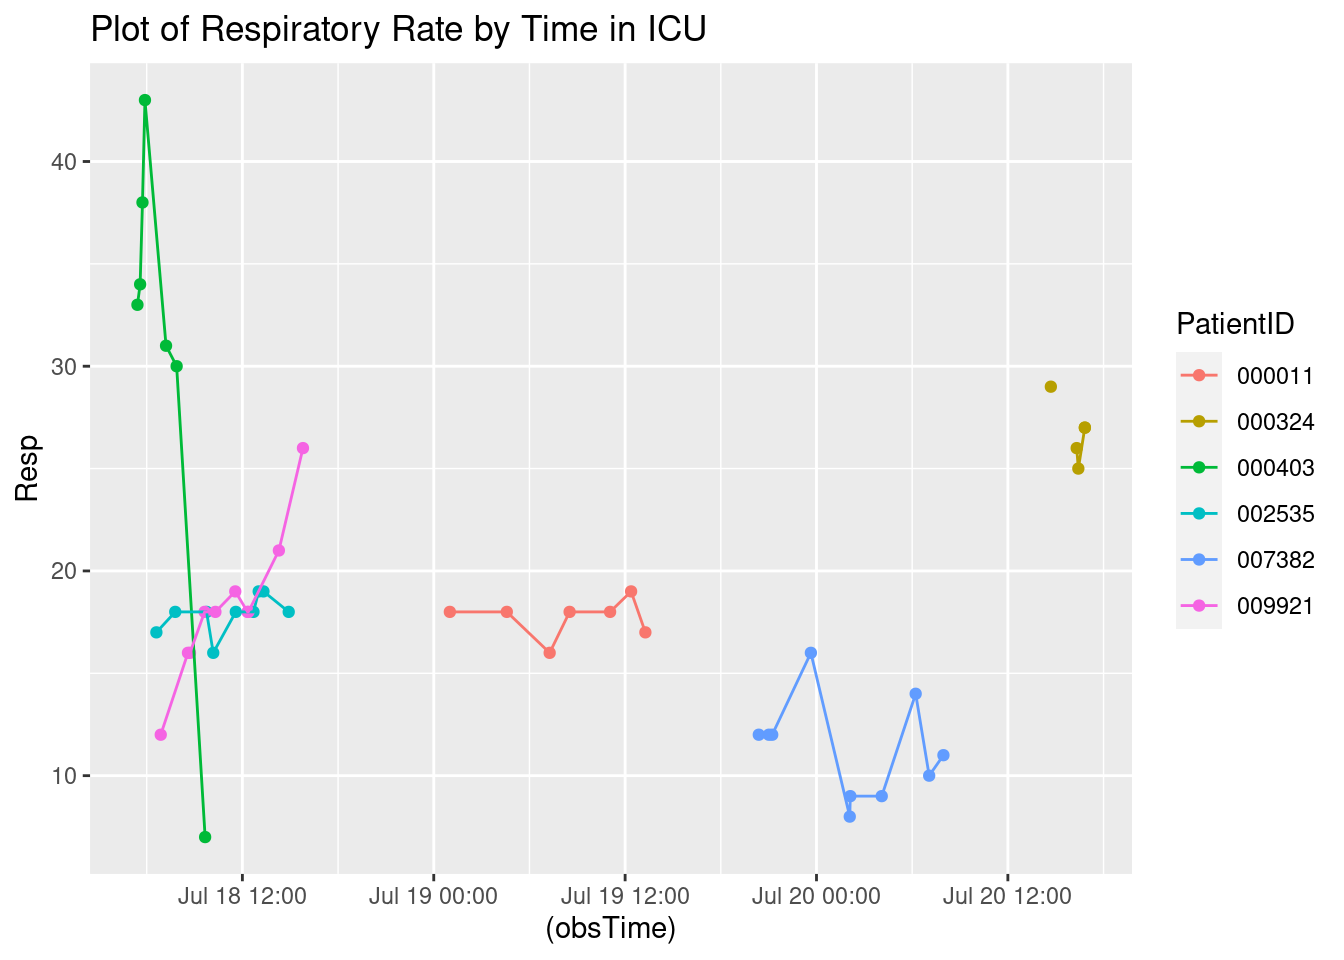 Plot of Respiratory Rate by Time in ICU
Resp
40
30
20
10
Jul 18 12:00
Jul 19 00:00
Jul 19 12:00
Jul 20 00:00
Jul 20 12:00
(obsTime)
PatientID
000011
000324
000403
002535
007382
009921